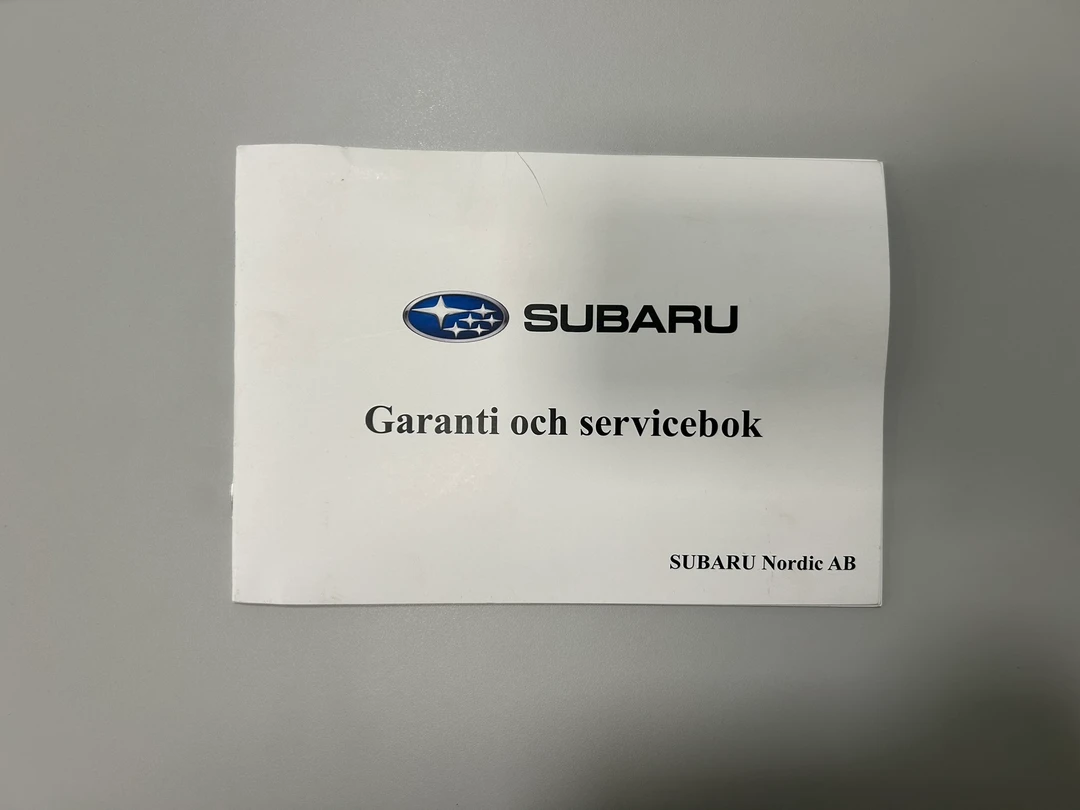 SUBARU
Garanti och servicebok
SUBARU Nordic AB